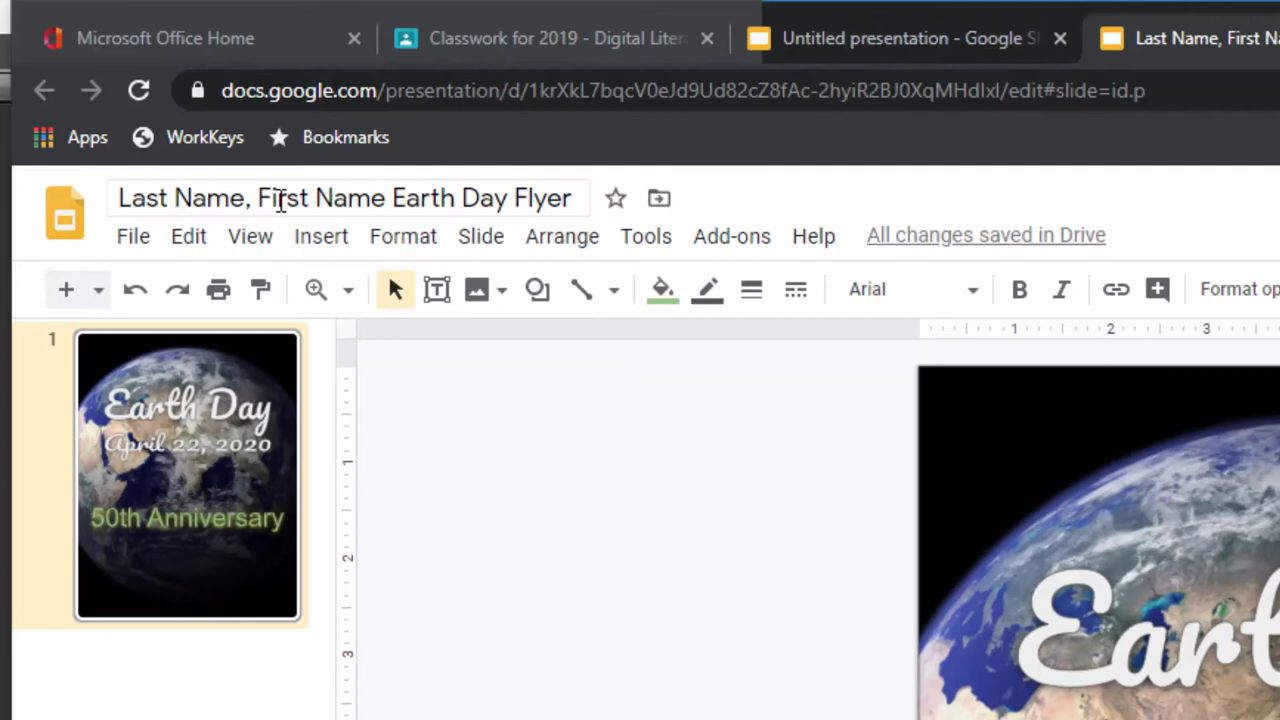 Microsoft Office Home
Classwork for 2019 - Digital Liter
Untitled presentation - Google S
Last Name, First Na
docs.google.com/presentation/d/1krXkL7bqcV0eJd9Ud82cZ8fAc-2hyiR2BJ0XqMHdlxI/edit#slide=id.p
Apps WorkKeys Bookmarks
Last Name, First Name Earth Day Flyer
File Edit View Insert Format Slide Arrange Tools Add-ons Help All changes saved in Drive
Arial B I Format op
1 2 3
1
Earth Day
April 22, 2020
50th Anniversary
1
2
3
Eart